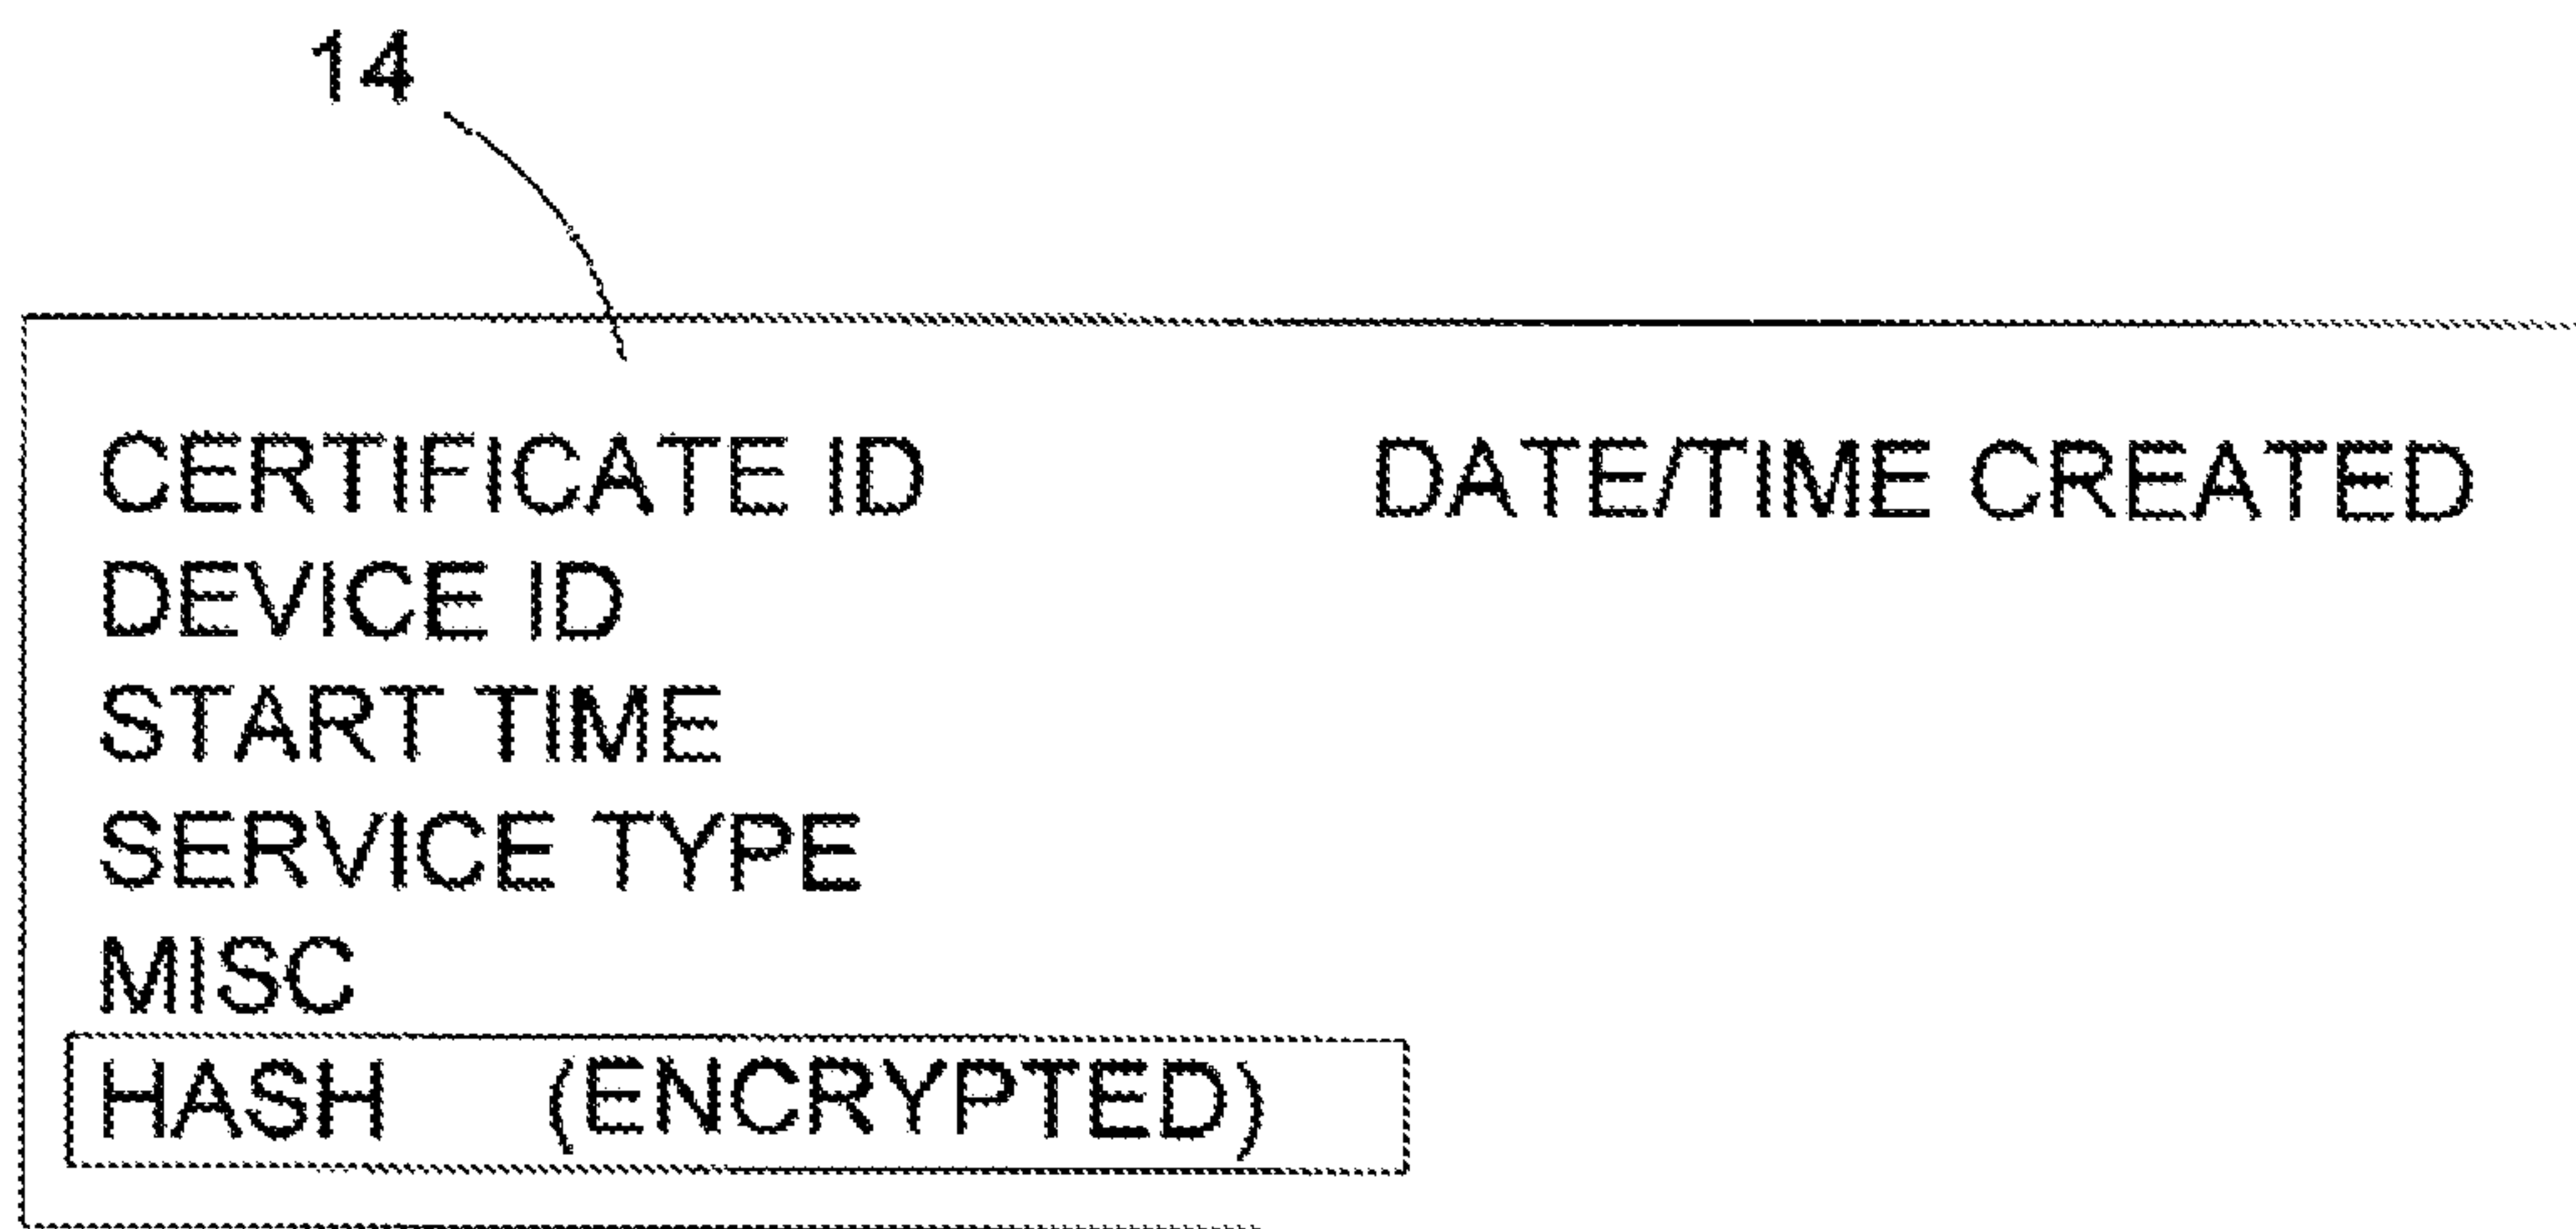 14
CERTIFICATE ID DATE/TIME CREATED
DEVICE ID
START TIME
SERVICE TYPE
MISC
HASH (ENCRYPTED)